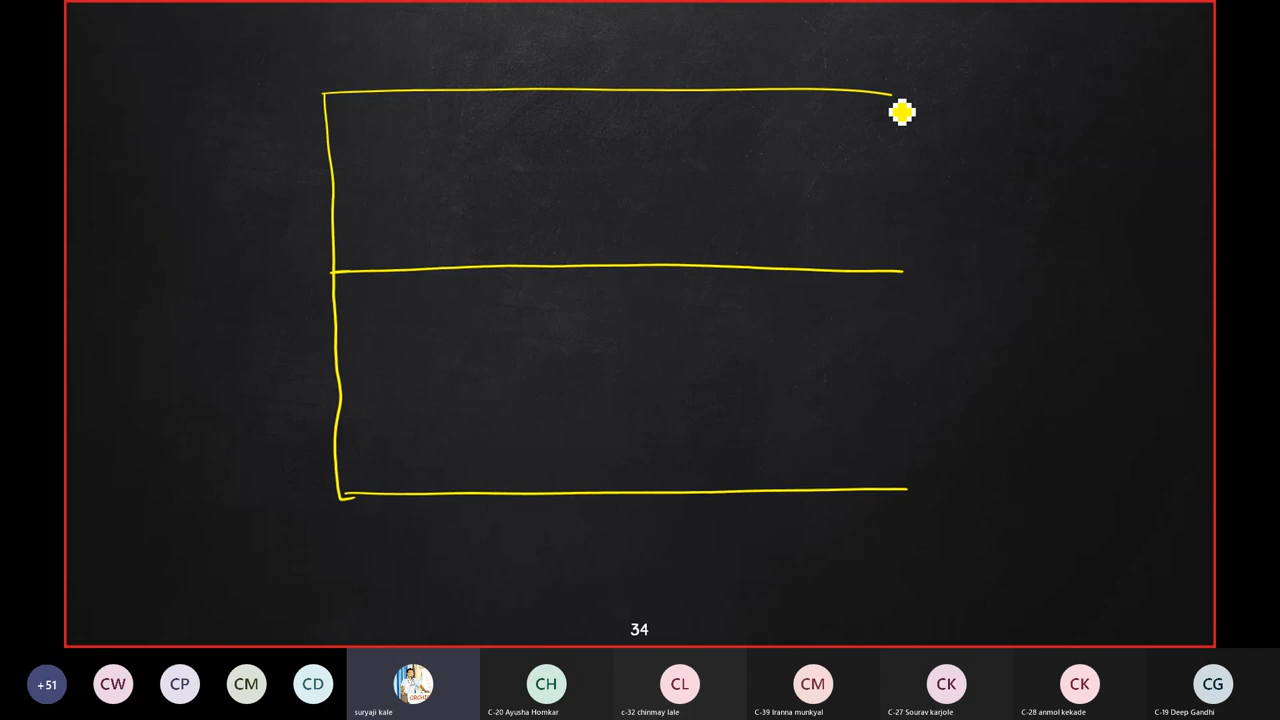 34
+51
CW
CP
CM
CD
ORCHID
suryaji kale
CH
C-20 Ayusha Homkar
CL
c-32 chinmay lale
CM
C-39 Iranna munkyal
CK
C-27 Sourav karjole
CK
C-28 anmol kekade
CG
C-19 Deep Gandhi